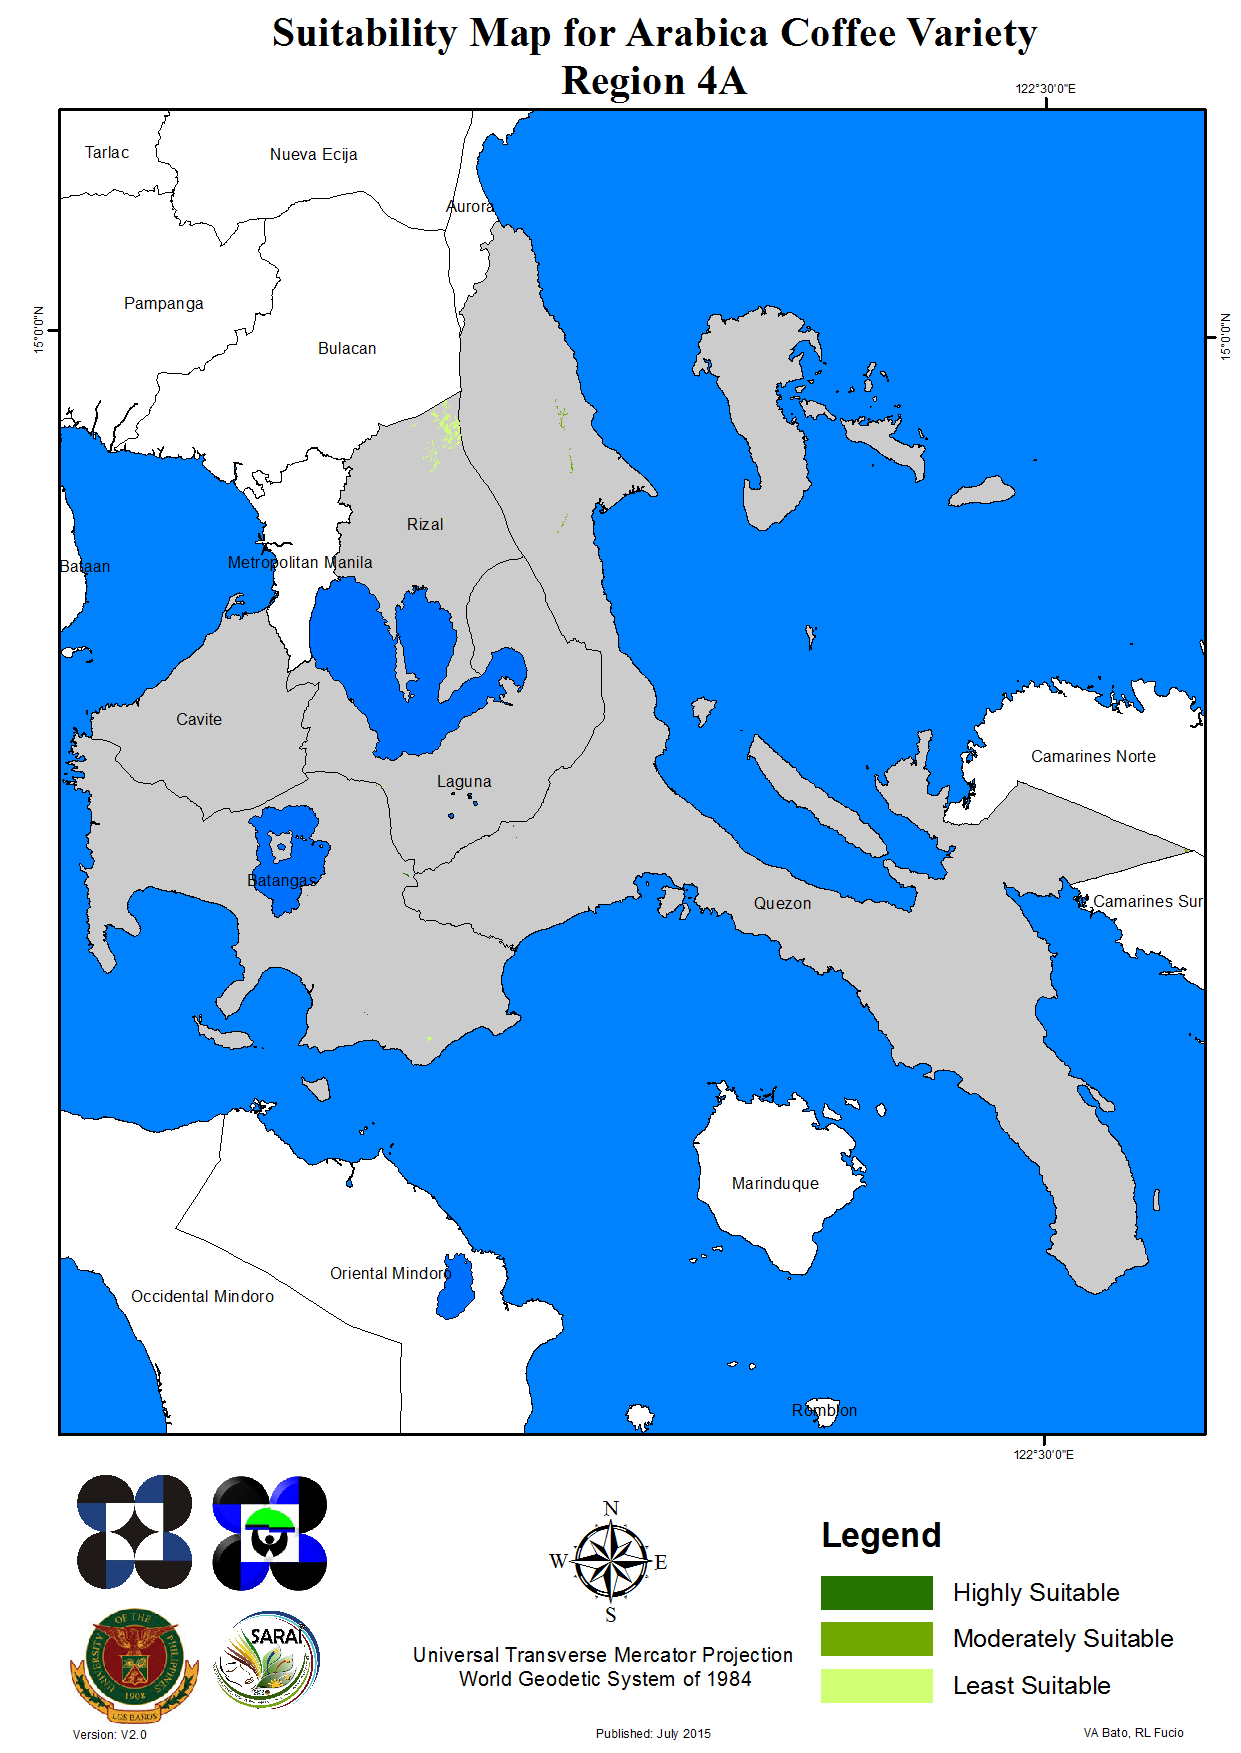 Suitability Map for Arabica Coffee Variety
Region 4A
122°30'0"E
Tarlac
Nueva Ecija
Aurora
Pampanga
15°0'0"N
15°0'0"N
Bulacan
Rizal
Metropolitan Manila
Bataan
Cavite
Camarines Norte
Laguna
Batangas
Quezon
Camarines Sur
Marinduque
Oriental Mindoro
Occidental Mindoro
Romblon
122°30'0"E
N
W E
S
Legend
Highly Suitable
Moderately Suitable
Least Suitable
UNIVERSITY OF THE PHILIPPINES
1908
LOS BAÑOS
SARAI
Universal Transverse Mercator Projection
World Geodetic System of 1984
Version: V2.0
Published: July 2015
VA Bato, RL Fucio